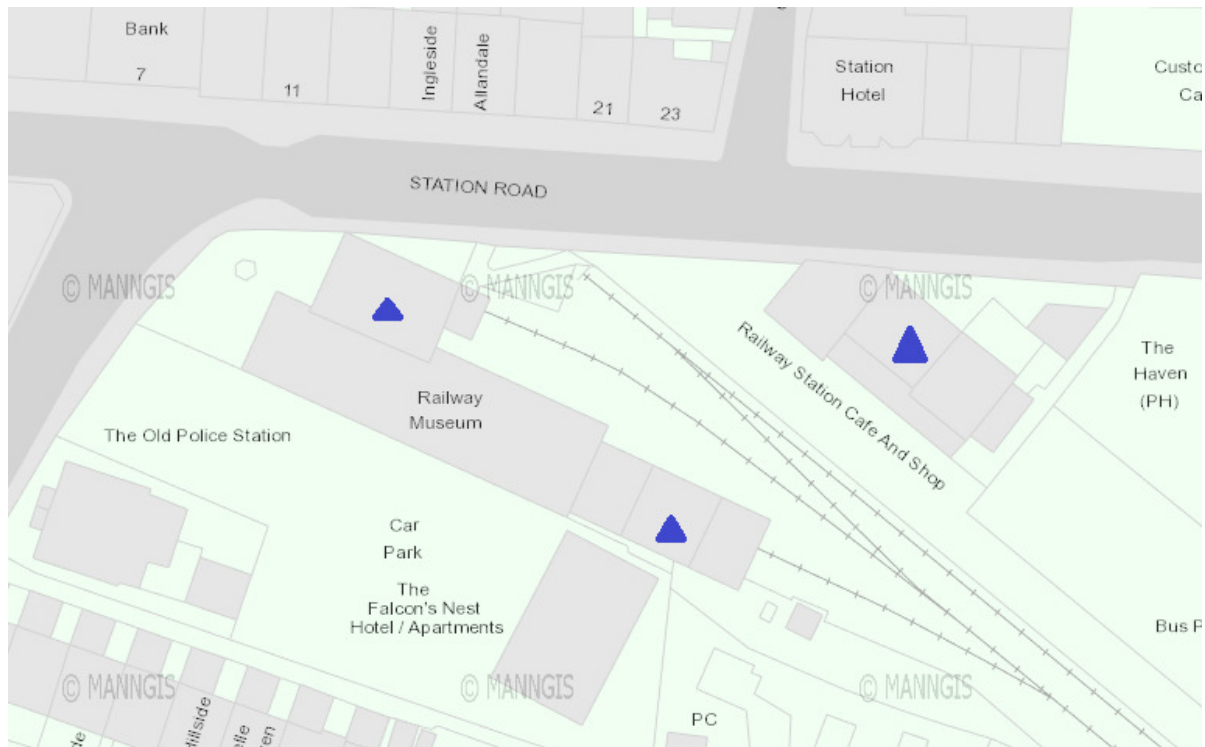 Bank
7
11
Ingleside
Allandale
21
23
Station
Hotel
Custo
Ca
STATION ROAD
© MANNGIS
© MANNGIS
© MANNGIS
Railway Station Cafe And Shop
The
Haven
(PH)
Railway
Museum
The Old Police Station
Car
Park
The
Falcon's Nest
Hotel / Apartments
Bus P
© MANNGIS
© MANNGIS
© MANNGIS
Hillside
PC